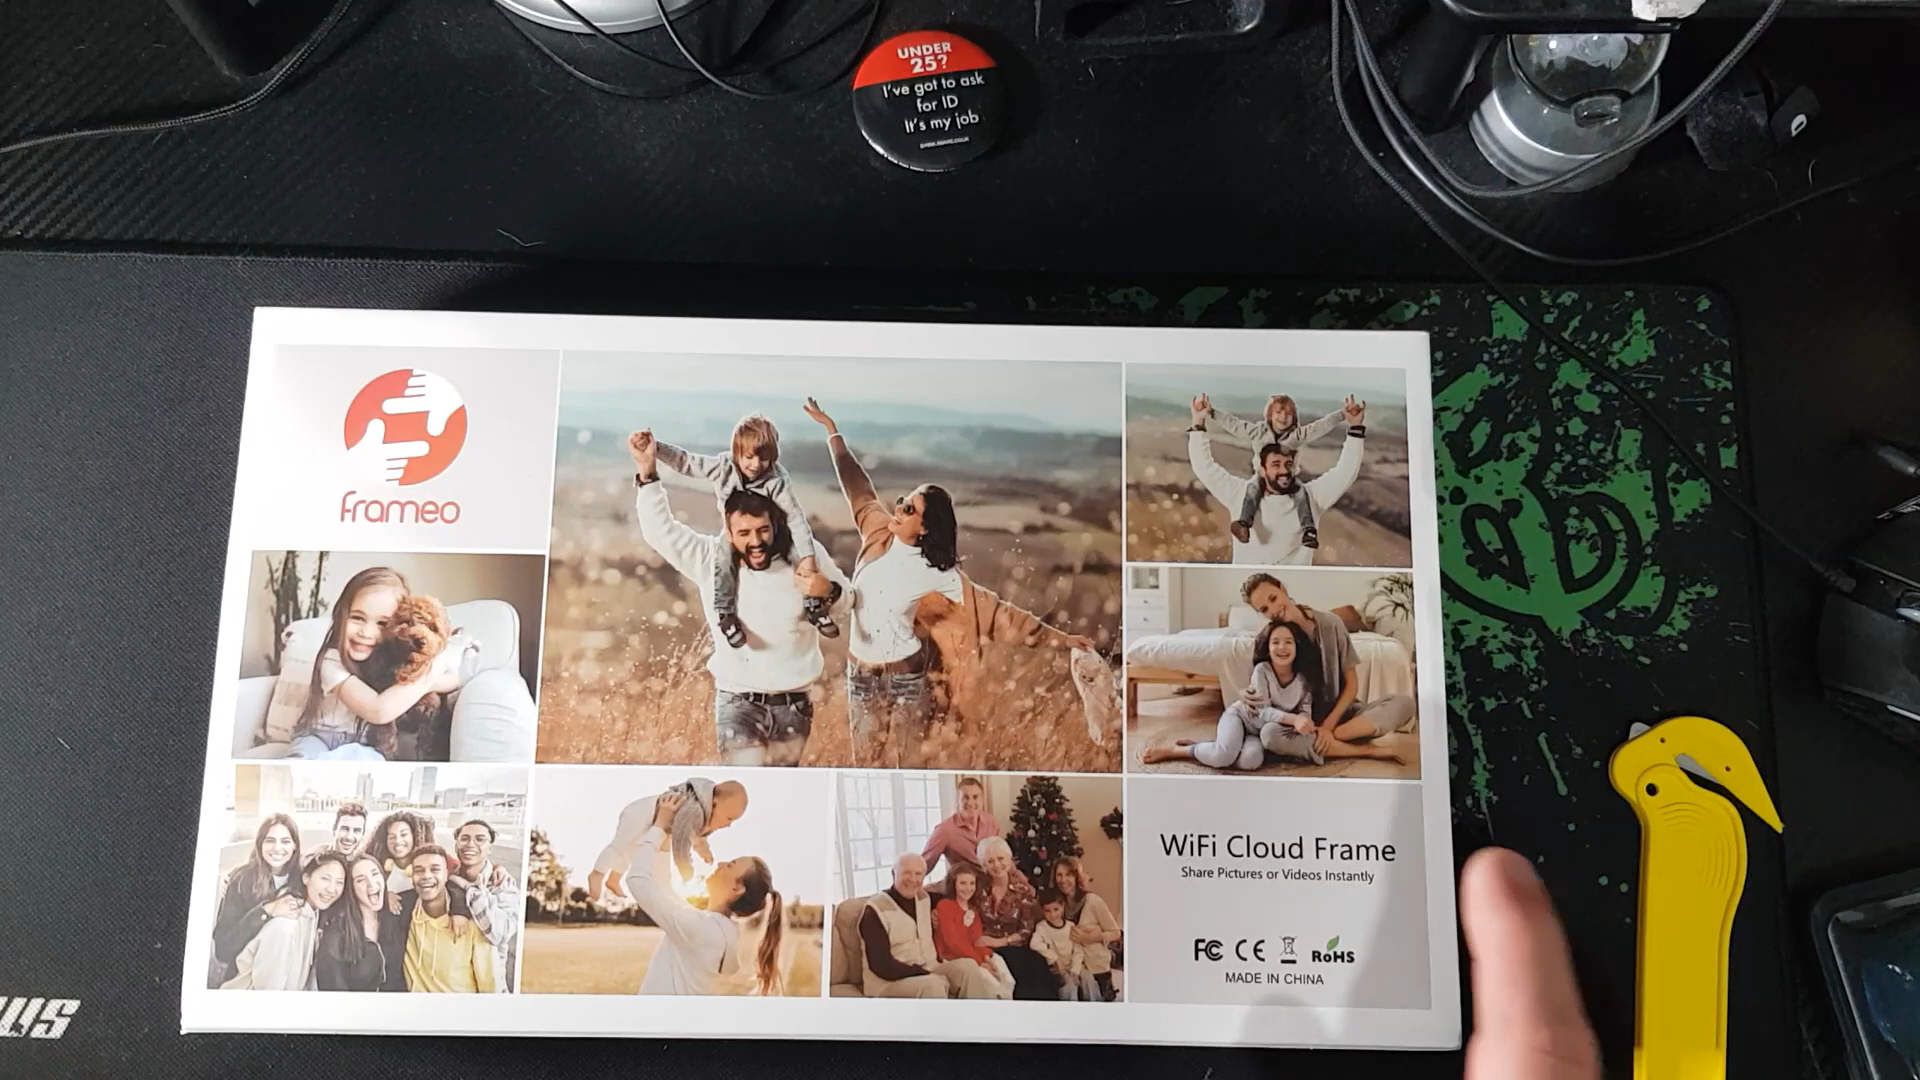 UNDER
25?
I've got to ask
for ID
It's my job
frameo
WiFi Cloud Frame
Share Pictures or Videos Instantly
FC CE RoHS
MADE IN CHINA